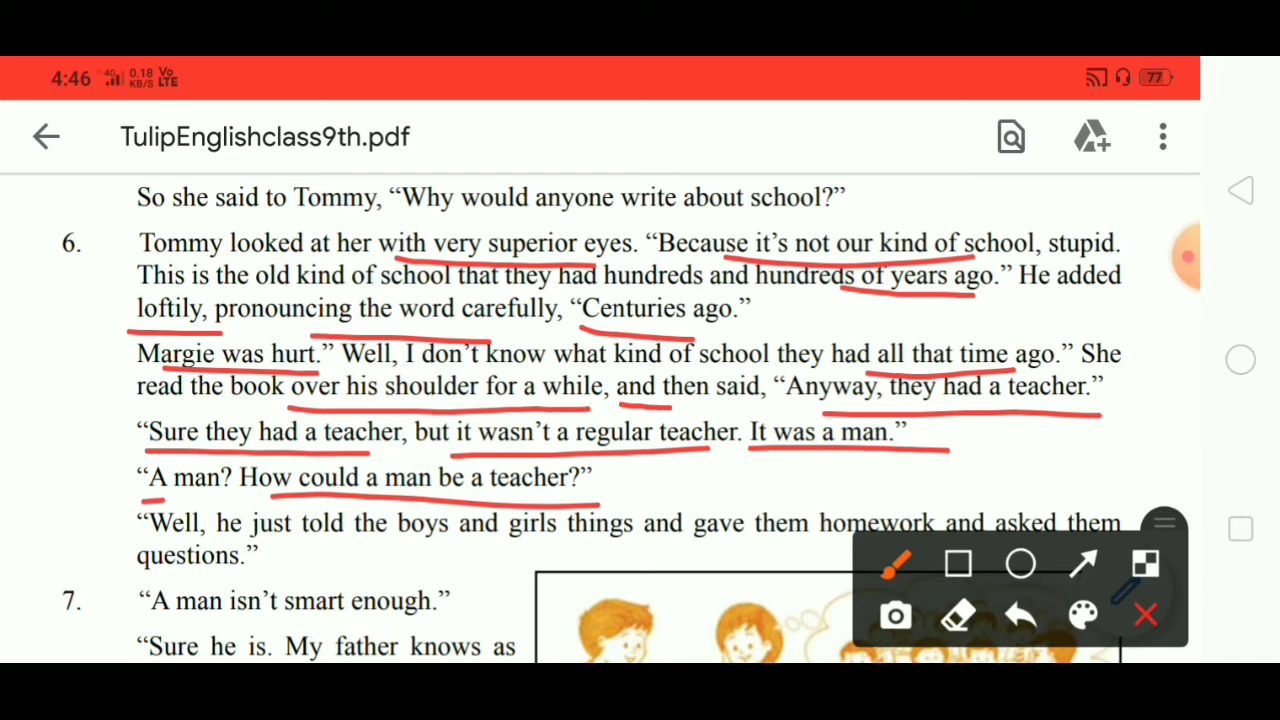 4:46 4G 0.18 KB/S Vo LTE 77
TulipEnglishclass9th.pdf
So she said to Tommy, “Why would anyone write about school?”
6. Tommy looked at her with very superior eyes. “Because it’s not our kind of school, stupid.
This is the old kind of school that they had hundreds and hundreds of years ago.” He added
loftily, pronouncing the word carefully, “Centuries ago.”
Margie was hurt.” Well, I don’t know what kind of school they had all that time ago.” She
read the book over his shoulder for a while, and then said, “Anyway, they had a teacher.”
“Sure they had a teacher, but it wasn’t a regular teacher. It was a man.”
“A man? How could a man be a teacher?”
“Well, he just told the boys and girls things and gave them homework and asked them
questions.”
7. “A man isn’t smart enough.”
“Sure he is. My father knows as